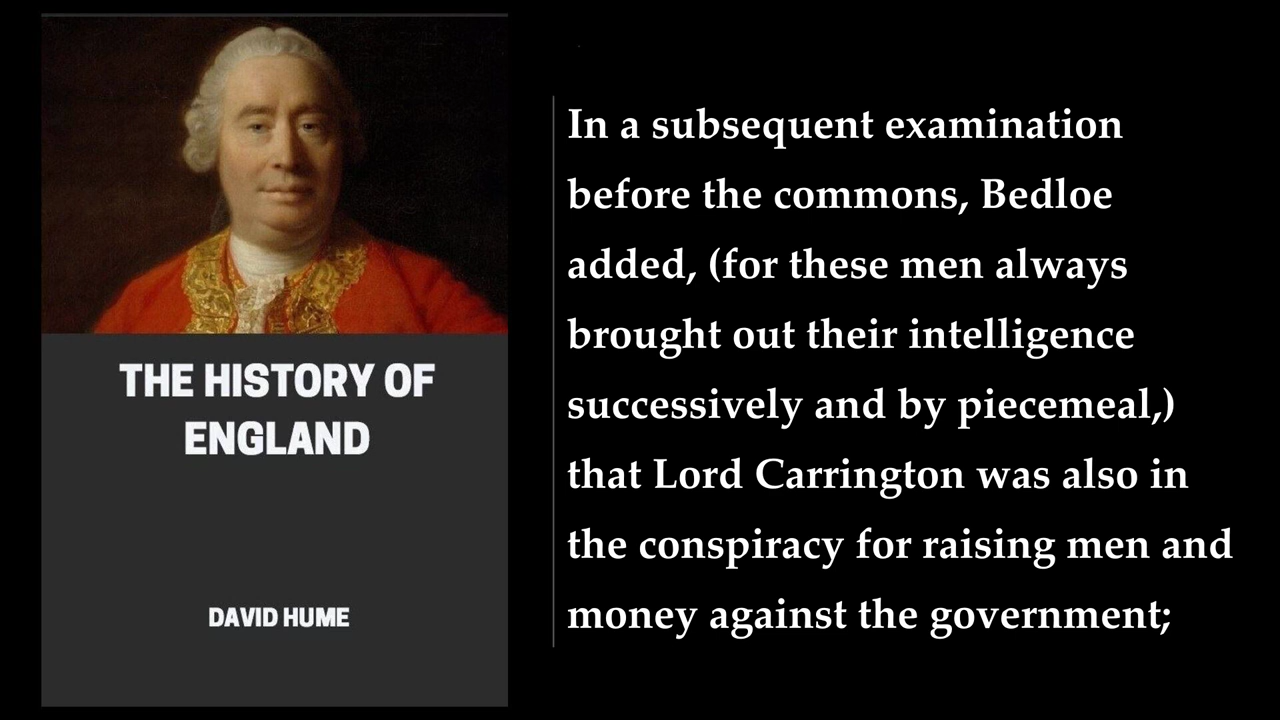 THE HISTORY OF
ENGLAND
DAVID HUME
In a subsequent examination
before the commons, Bedloe
added, (for these men always
brought out their intelligence
successively and by piecemeal,)
that Lord Carrington was also in
the conspiracy for raising men and
money against the government;